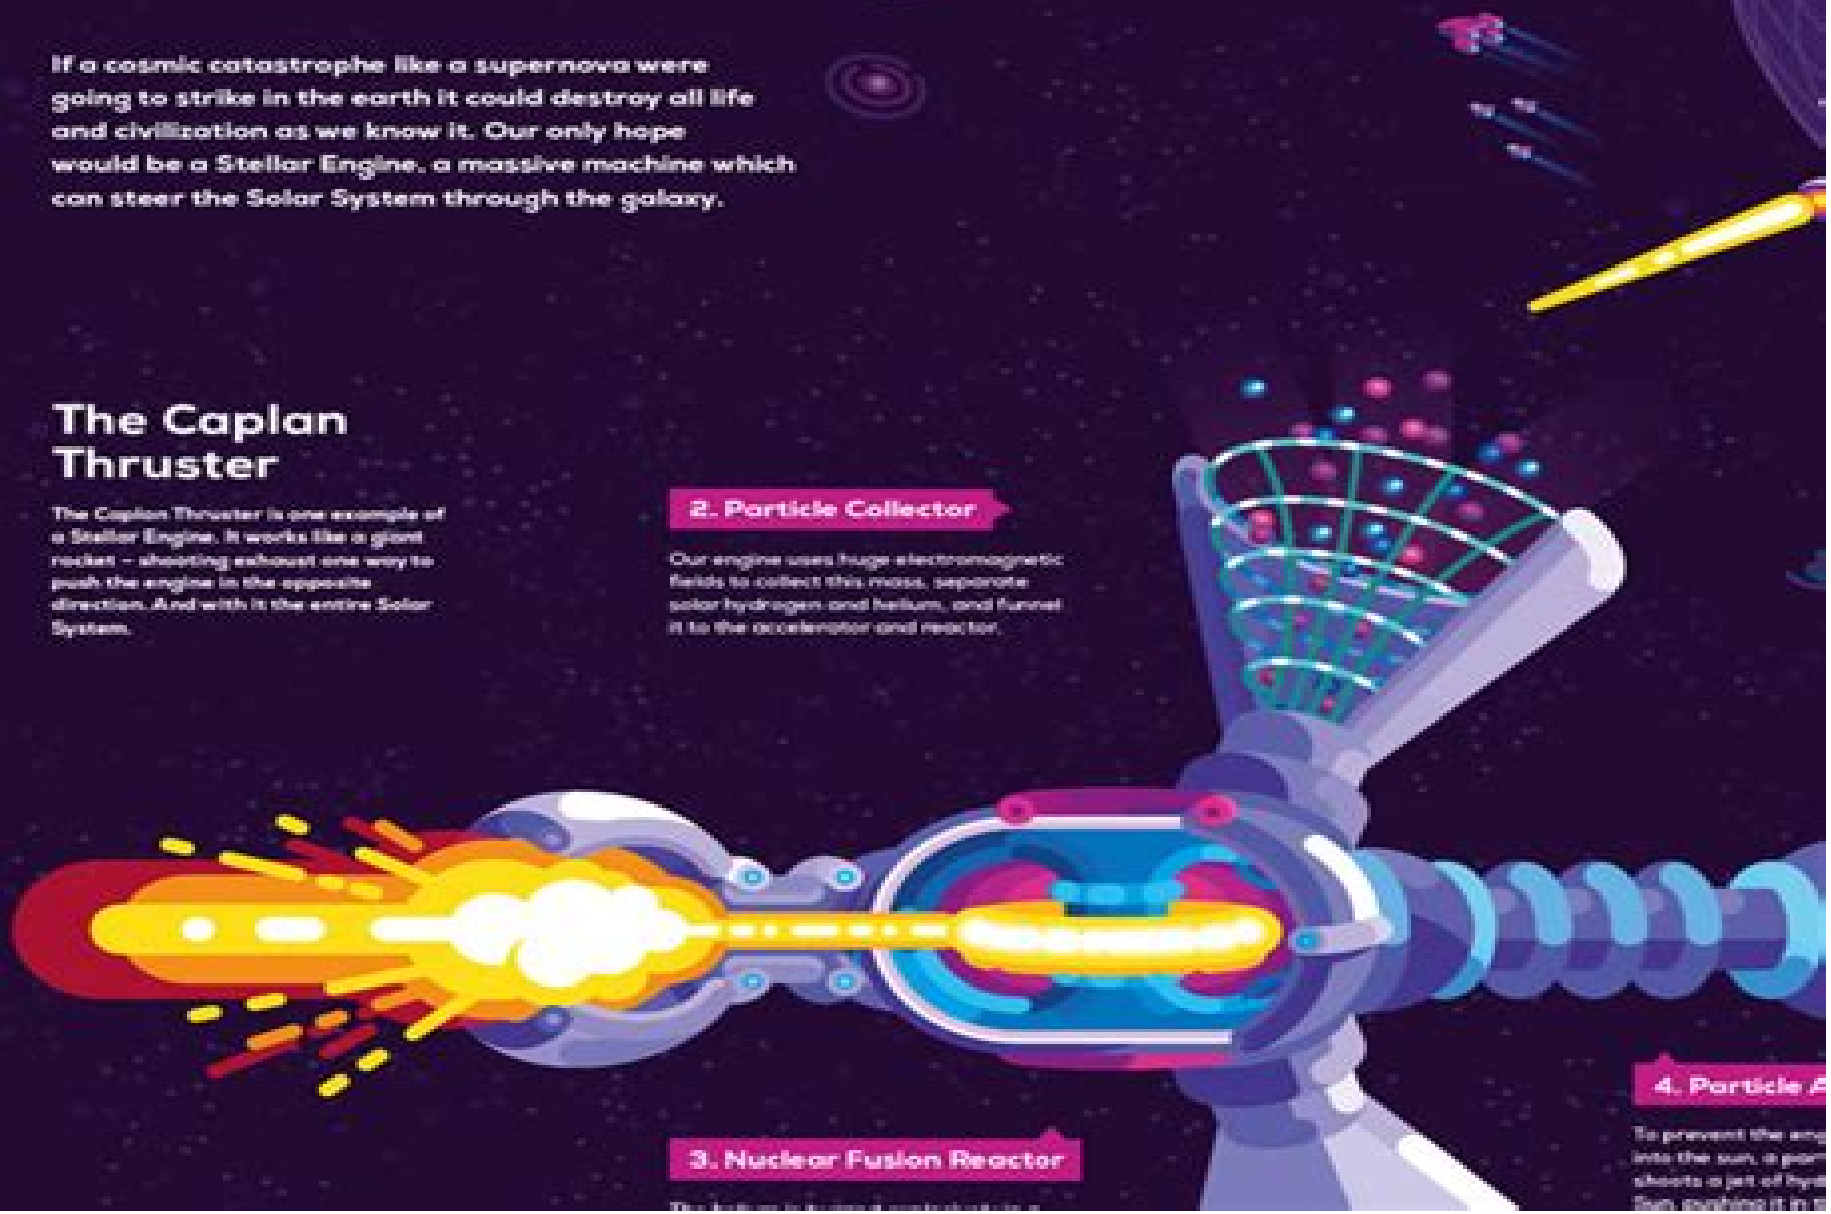 If a cosmic catastrophe like a supernova were
going to strike in the earth it could destroy all life
and civilization as we know it. Our only hope
would be a Stellar Engine, a massive machine which
can steer the Solar System through the galaxy.
The Caplan
Thruster
The Caplan Thruster is one example of
a Stellar Engine. It works like a giant
rocket – shooting exhaust one way to
push the engine in the opposite
direction. And with it the entire Solar
System.
2. Particle Collector
Our engine uses huge electromagnetic
fields to collect this mass, separate
solar hydrogen and helium, and funnel
it to the accelerator and reactor.
3. Nuclear Fusion Reactor
4. Particle A
To prevent the eng
into the sun, a par
shoots a jet of hyd
Sun, pushing it in